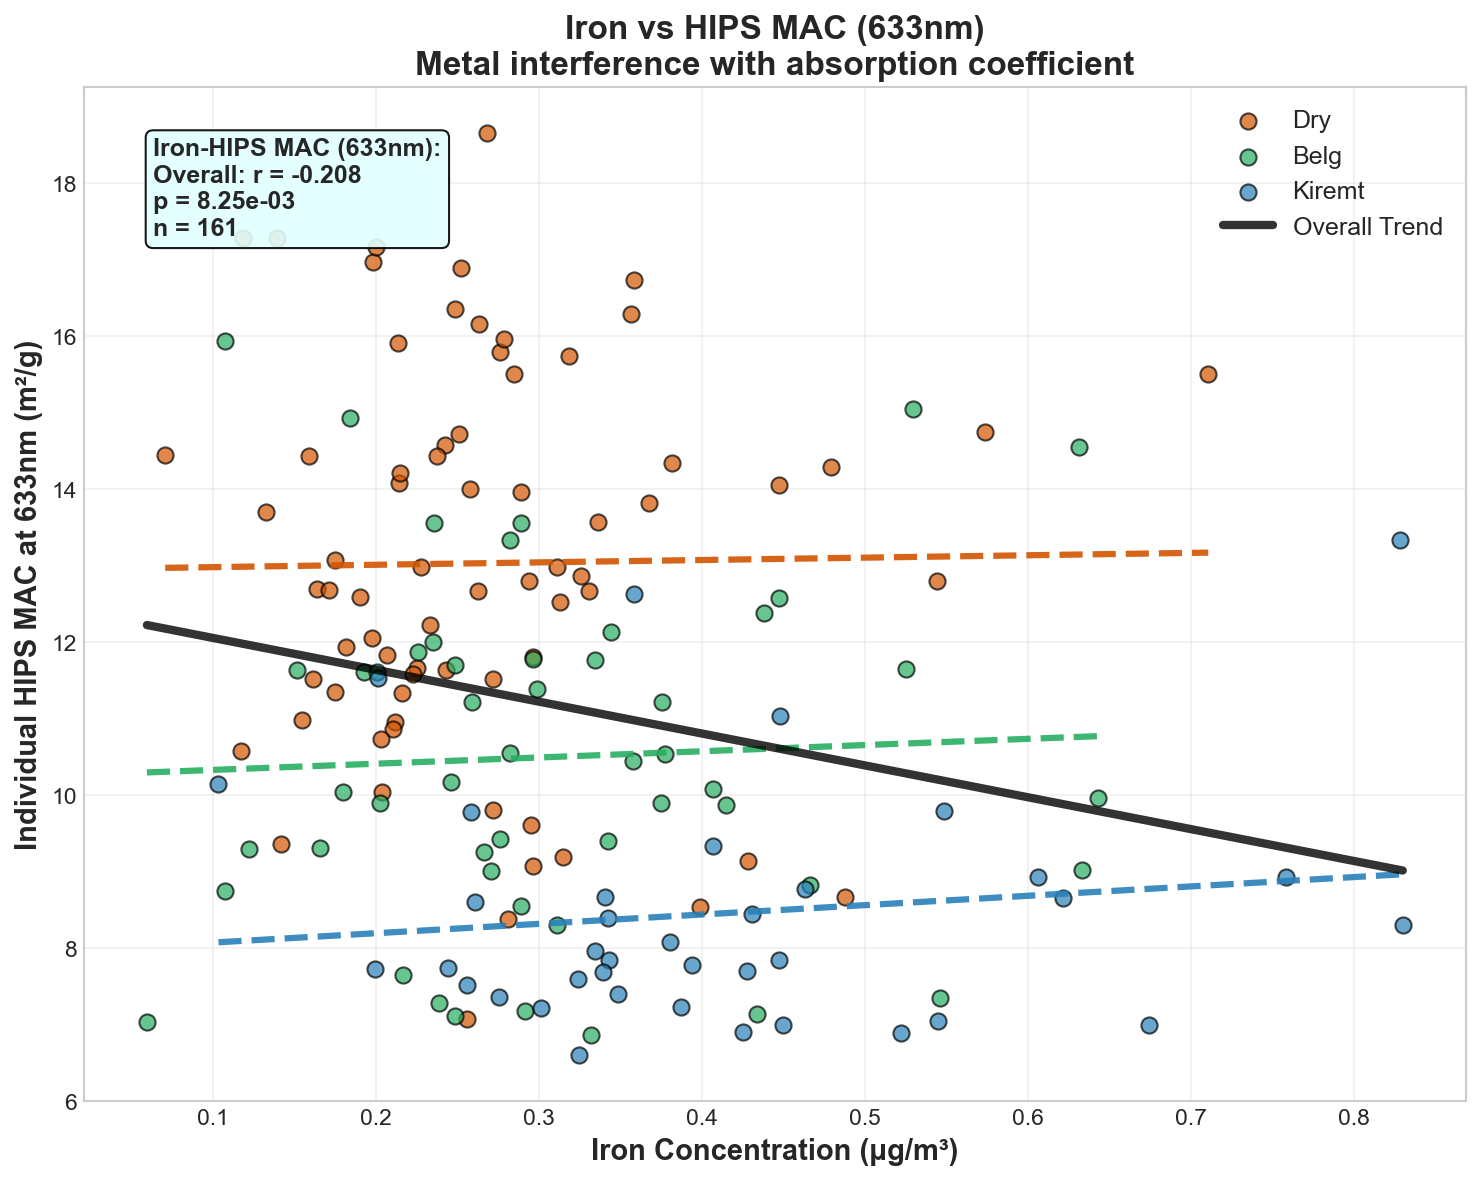 Iron vs HIPS MAC (633nm)
Metal interference with absorption coefficient
Iron-HIPS MAC (633nm):
Overall: r = -0.208
p = 8.25e-03
n = 161
Dry
Belg
Kiremt
Overall Trend
Individual HIPS MAC at 633nm (m²/g)
18
16
14
12
10
8
6
0.1 0.2 0.3 0.4 0.5 0.6 0.7 0.8
Iron Concentration (μg/m³)